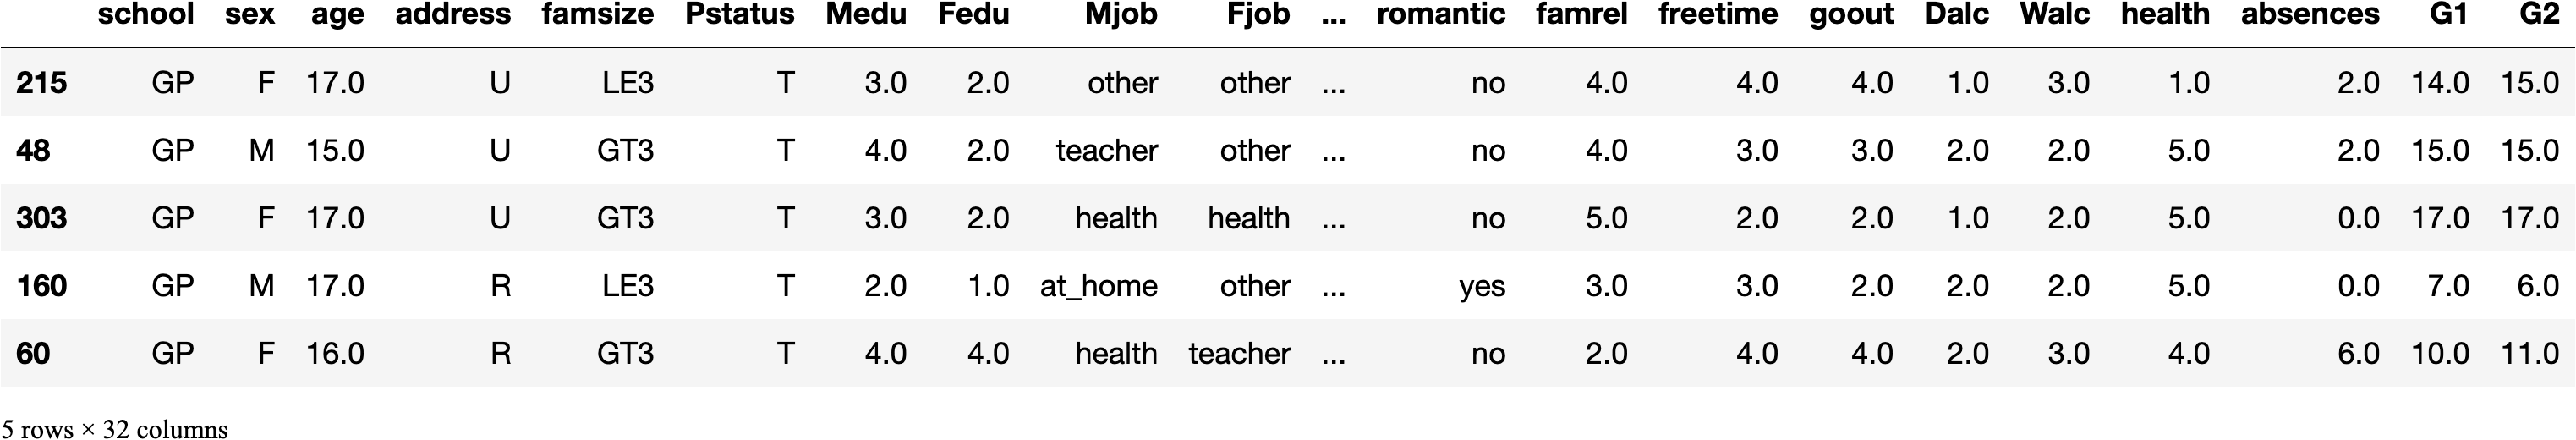 school sex age address famsize Pstatus Medu Fedu Mjob Fjob ... romantic famrel freetime goout Dalc Walc health absences G1 G2
215 GP F 17.0 U LE3 T 3.0 2.0 other other ... no 4.0 4.0 4.0 1.0 3.0 1.0 2.0 14.0 15.0
48 GP M 15.0 U GT3 T 4.0 2.0 teacher other ... no 4.0 3.0 3.0 2.0 2.0 5.0 2.0 15.0 15.0
303 GP F 17.0 U GT3 T 3.0 2.0 health health ... no 5.0 2.0 2.0 1.0 2.0 5.0 0.0 17.0 17.0
160 GP M 17.0 R LE3 T 2.0 1.0 at_home other ... yes 3.0 3.0 2.0 2.0 2.0 5.0 0.0 7.0 6.0
60 GP F 16.0 R GT3 T 4.0 4.0 health teacher ... no 2.0 4.0 4.0 2.0 3.0 4.0 6.0 10.0 11.0
5 rows × 32 columns